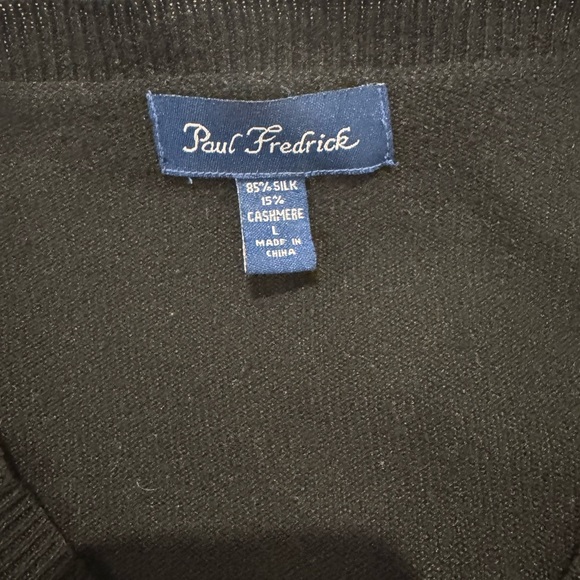 Paul Fredrick
85% SILK
15%
CASHMERE
L
MADE IN
CHINA